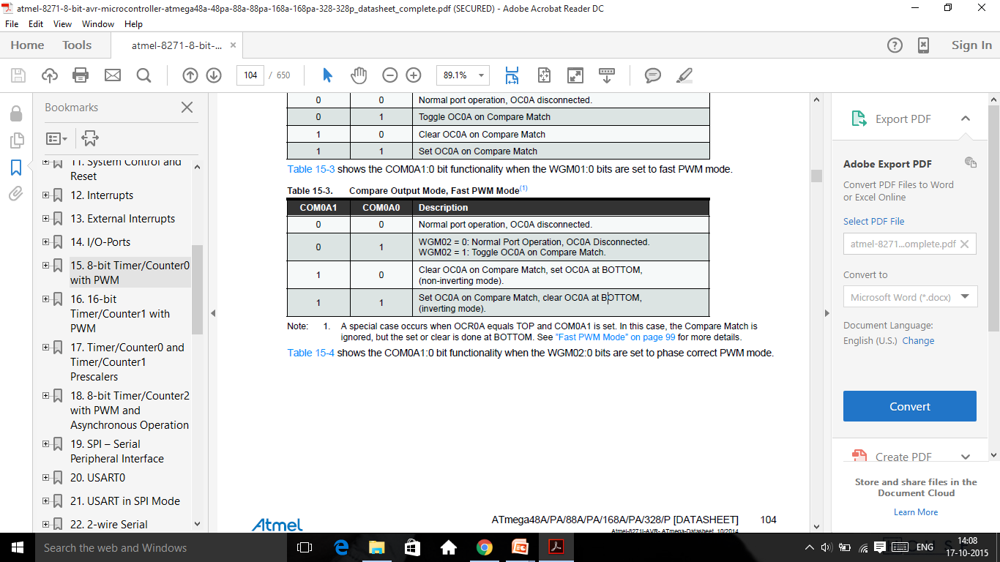 atmel-8271-8-bit-avr-microcontroller-atmega48a-48pa-88a-88pa-168a-168pa-328-328p_datasheet_complete.pdf (SECURED) - Adobe Acrobat Reader DC
File Edit View Window Help
Home Tools atmel-8271-8-bit-... × Sign In
104 / 650 89.1%
Bookmarks
11. System Control and
Reset
12. Interrupts
13. External Interrupts
14. I/O-Ports
15. 8-bit Timer/Counter0
with PWM
16. 16-bit
Timer/Counter1 with
PWM
17. Timer/Counter0 and
Timer/Counter1
Prescalers
18. 8-bit Timer/Counter2
with PWM and
Asynchronous Operation
19. SPI – Serial
Peripheral Interface
20. USART0
21. USART in SPI Mode
22. 2-wire Serial
0 0 Normal port operation, OC0A disconnected.
0 1 Toggle OC0A on Compare Match
1 0 Clear OC0A on Compare Match
1 1 Set OC0A on Compare Match
Table 15-3 shows the COM0A1:0 bit functionality when the WGM01:0 bits are set to fast PWM mode.
Table 15-3. Compare Output Mode, Fast PWM Mode(1)
COM0A1 COM0A0 Description
0 0 Normal port operation, OC0A disconnected.
0 1 WGM02 = 0: Normal Port Operation, OC0A Disconnected.
WGM02 = 1: Toggle OC0A on Compare Match.
1 0 Clear OC0A on Compare Match, set OC0A at BOTTOM,
(non-inverting mode).
1 1 Set OC0A on Compare Match, clear OC0A at BOTTOM,
(inverting mode).
Note: 1. A special case occurs when OCR0A equals TOP and COM0A1 is set. In this case, the Compare Match is
ignored, but the set or clear is done at BOTTOM. See "Fast PWM Mode" on page 99 for more details.
Table 15-4 shows the COM0A1:0 bit functionality when the WGM02:0 bits are set to phase correct PWM mode.
Atmel
ATmega48A/PA/88A/PA/168A/PA/328/P [DATASHEET] 104
Atmel-8271I-AVR- ATmega-Datasheet_10/2014
Export PDF
Adobe Export PDF
Convert PDF Files to Word
or Excel Online
Select PDF File
atmel-8271...omplete.pdf
Convert to
Microsoft Word (*.docx)
Document Language:
English (U.S.) Change
Convert
Create PDF
Store and share files in the
Document Cloud
Learn More
Search the web and Windows
ENG
14:08
17-10-2015